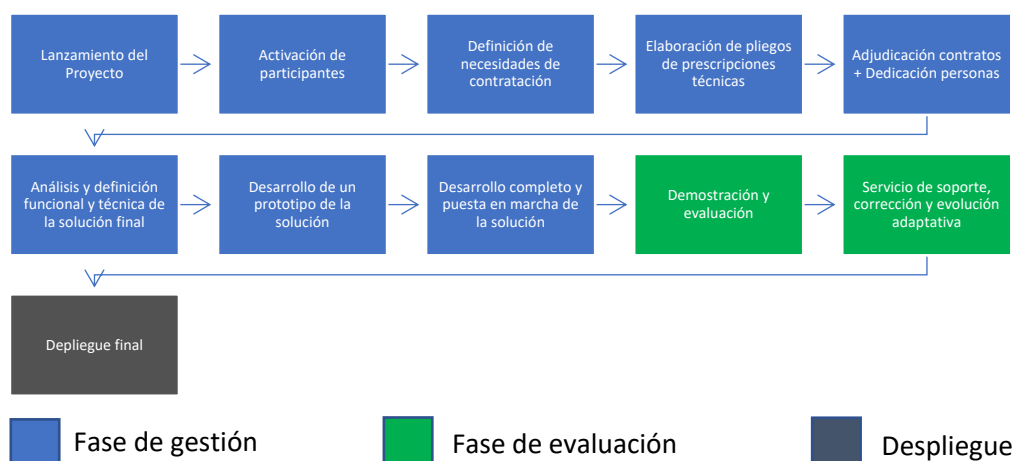 Lanzamiento del
Proyecto
Activación de
participantes
Definición de
necesidades de
contratación
Elaboración de pliegos
de prescripciones
técnicas
Adjudicación contratos
+ Dedicación personas
Análisis y definición
funcional y técnica de
la solución final
Desarrollo de un
prototipo de la
solución
Desarrollo completo y
puesta en marcha de
la solución
Demostración y
evaluación
Servicio de soporte,
corrección y evolución
adaptativa
Depliegue final
Fase de gestión
Fase de evaluación
Despliegue